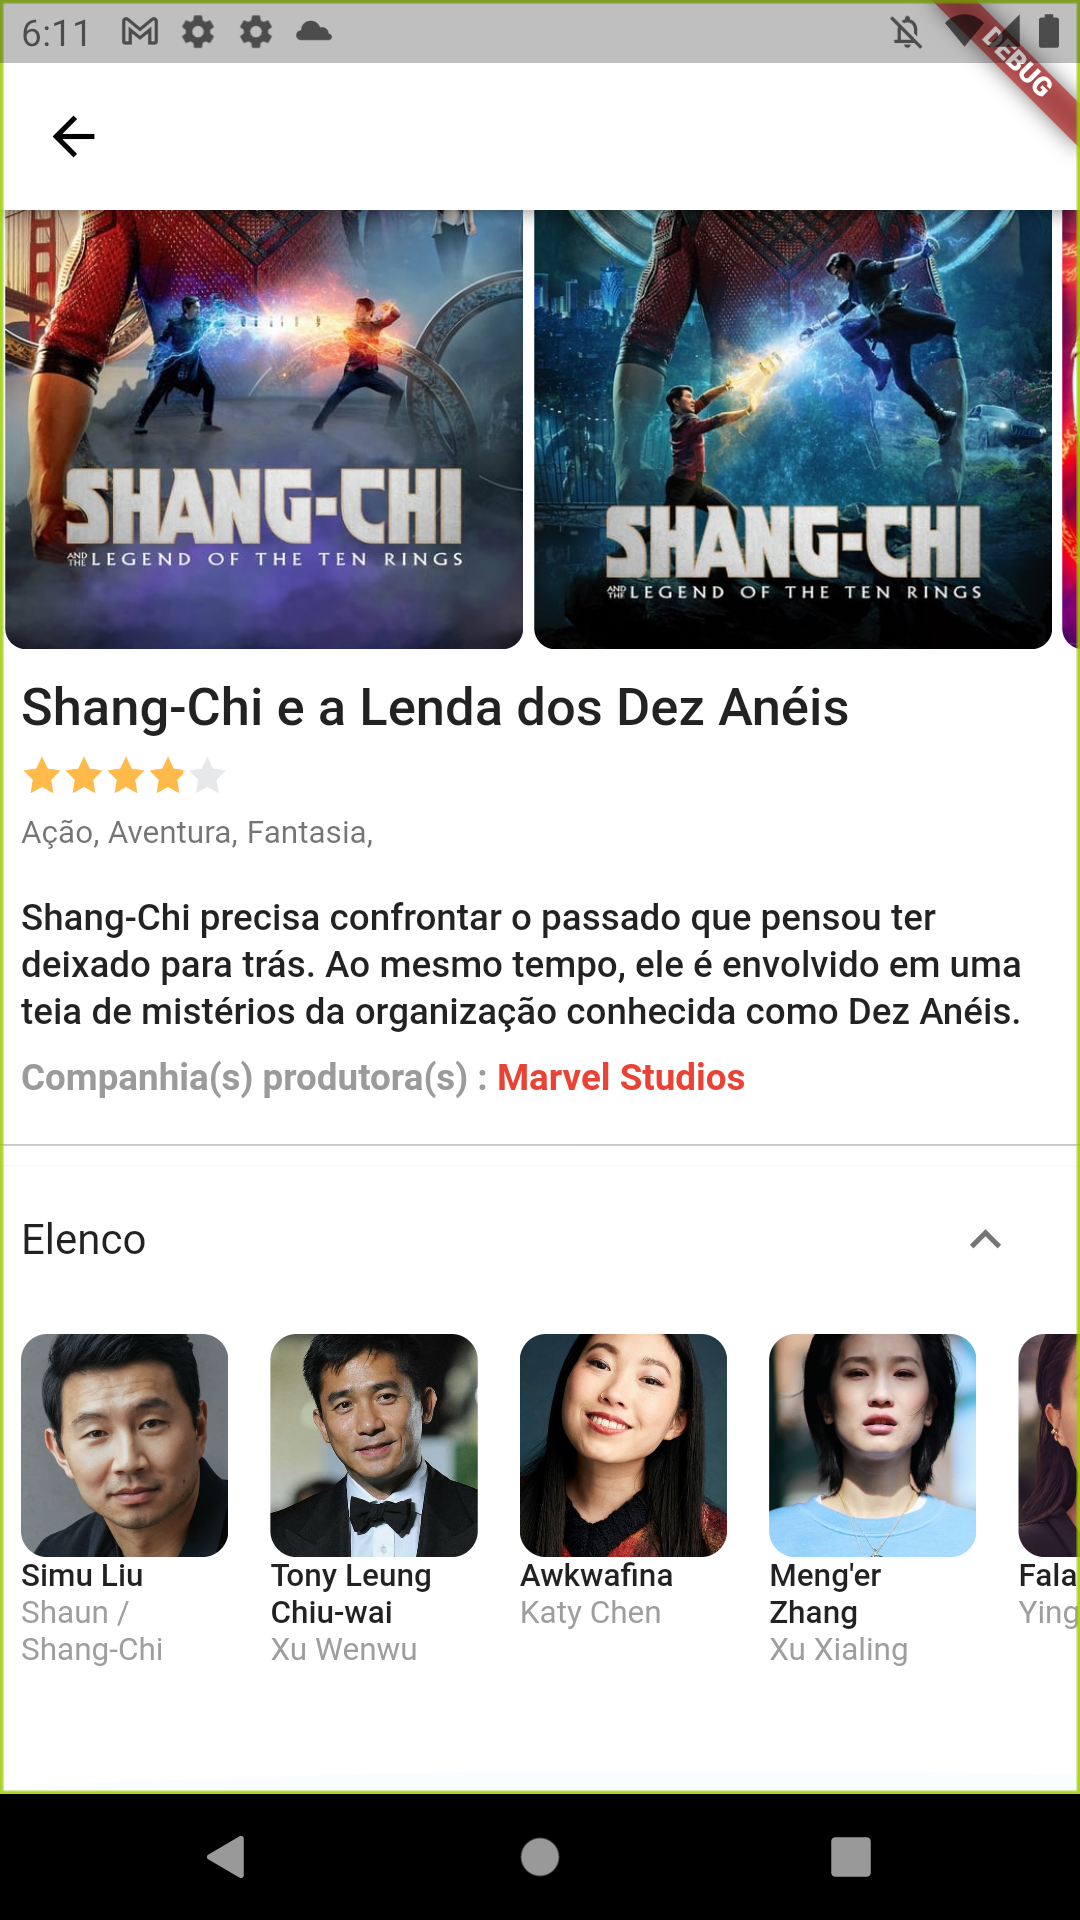 6:11
DEBUG
SHANG-CHI
AND THE LEGEND OF THE TEN RINGS
SHANG-CHI
AND THE LEGEND OF THE TEN RINGS
Shang-Chi e a Lenda dos Dez Anéis
Ação, Aventura, Fantasia,
Shang-Chi precisa confrontar o passado que pensou ter
deixado para trás. Ao mesmo tempo, ele é envolvido em uma
teia de mistérios da organização conhecida como Dez Anéis.
Companhia(s) produtora(s) : Marvel Studios
Elenco
Simu Liu
Shaun /
Shang-Chi
Tony Leung
Chiu-wai
Xu Wenwu
Awkwafina
Katy Chen
Meng'er
Zhang
Xu Xialing
Fala
Ying